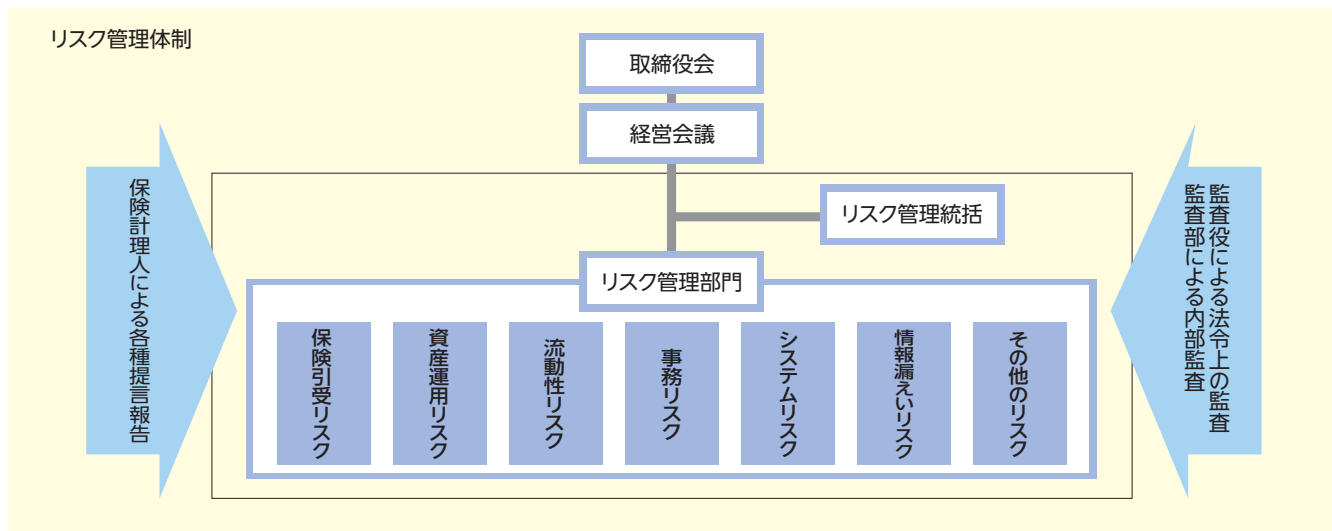 リスク管理体制
取締役会
経営会議
リスク管理統括
リスク管理部門
保険計理人による各種提言報告
監査役による法令上の監査
監査部による内部監査
保険引受リスク
資産運用リスク
流動性リスク
事務リスク
システムリスク
情報漏えいリスク
その他のリスク